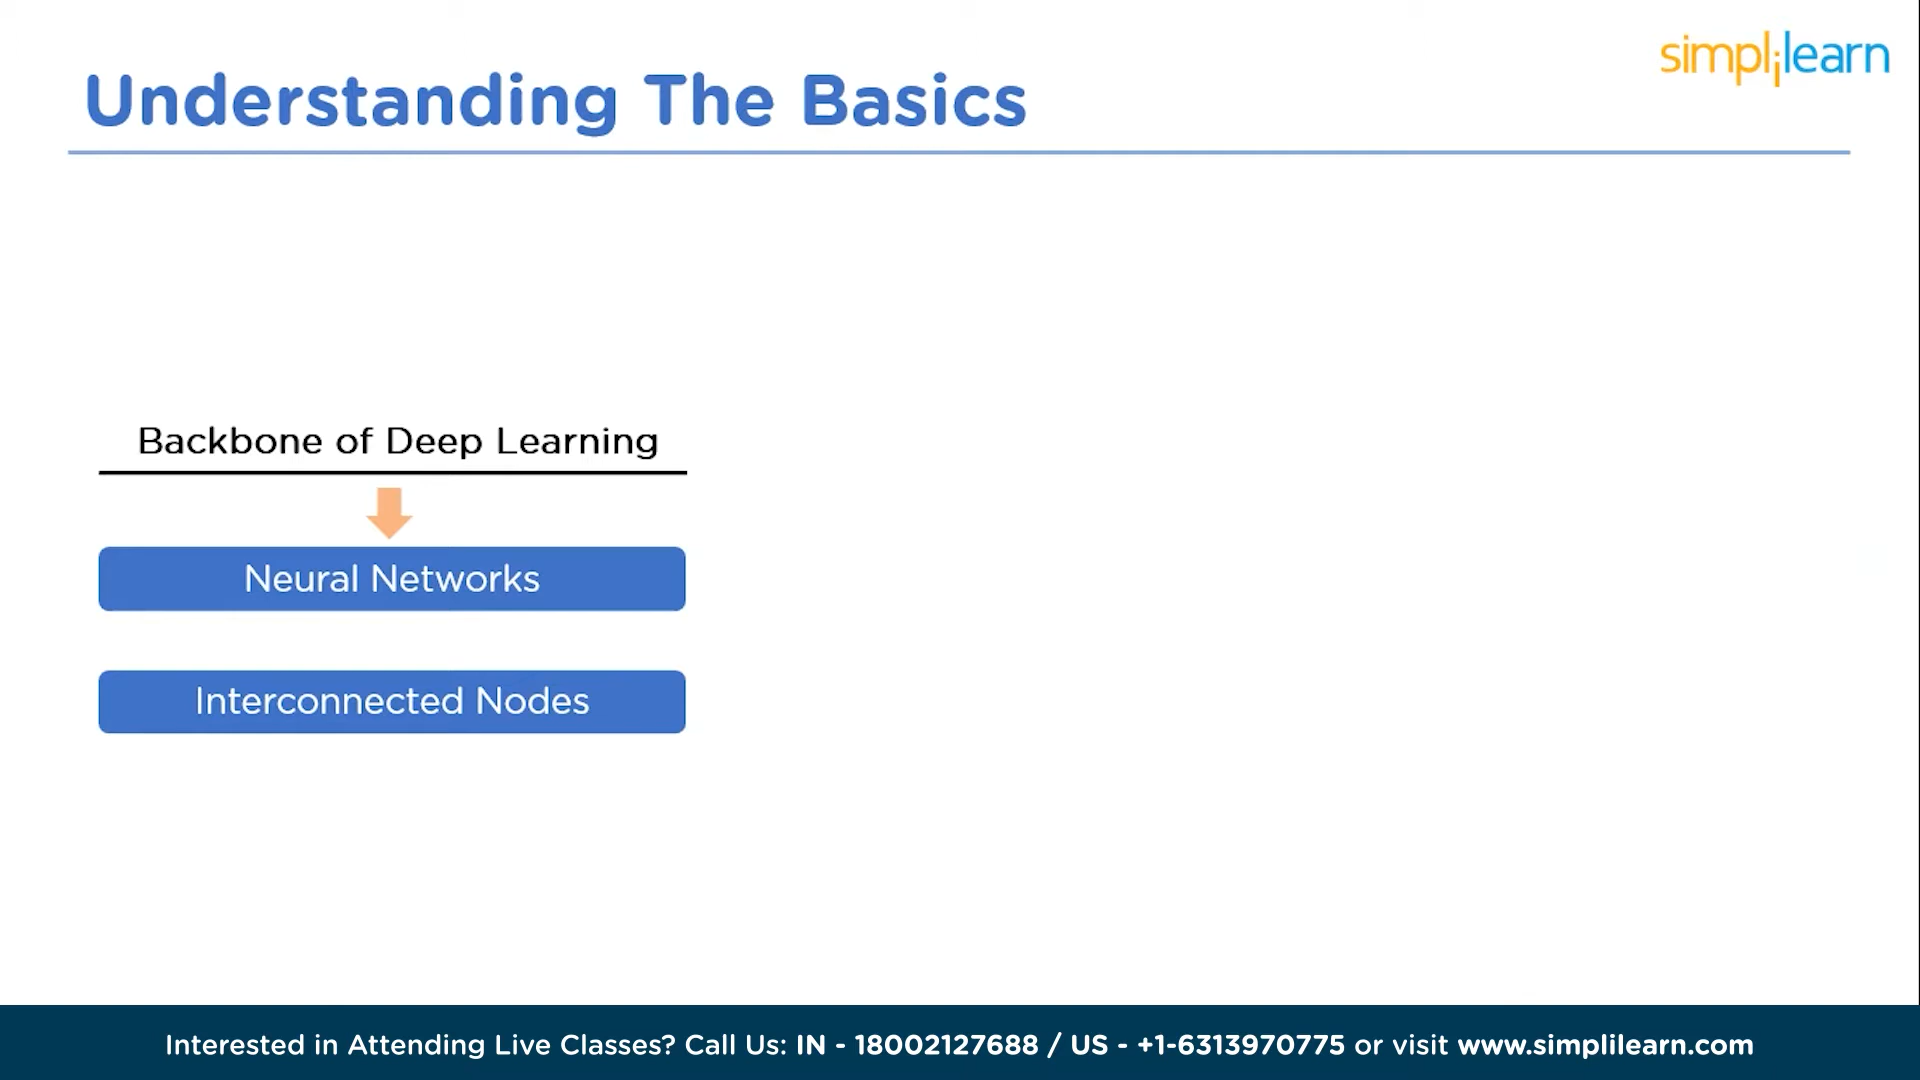 simplilearn
Understanding The Basics
Backbone of Deep Learning
Neural Networks
Interconnected Nodes
Interested in Attending Live Classes? Call Us: IN - 18002127688 / US - +1-6313970775 or visit www.simplilearn.com